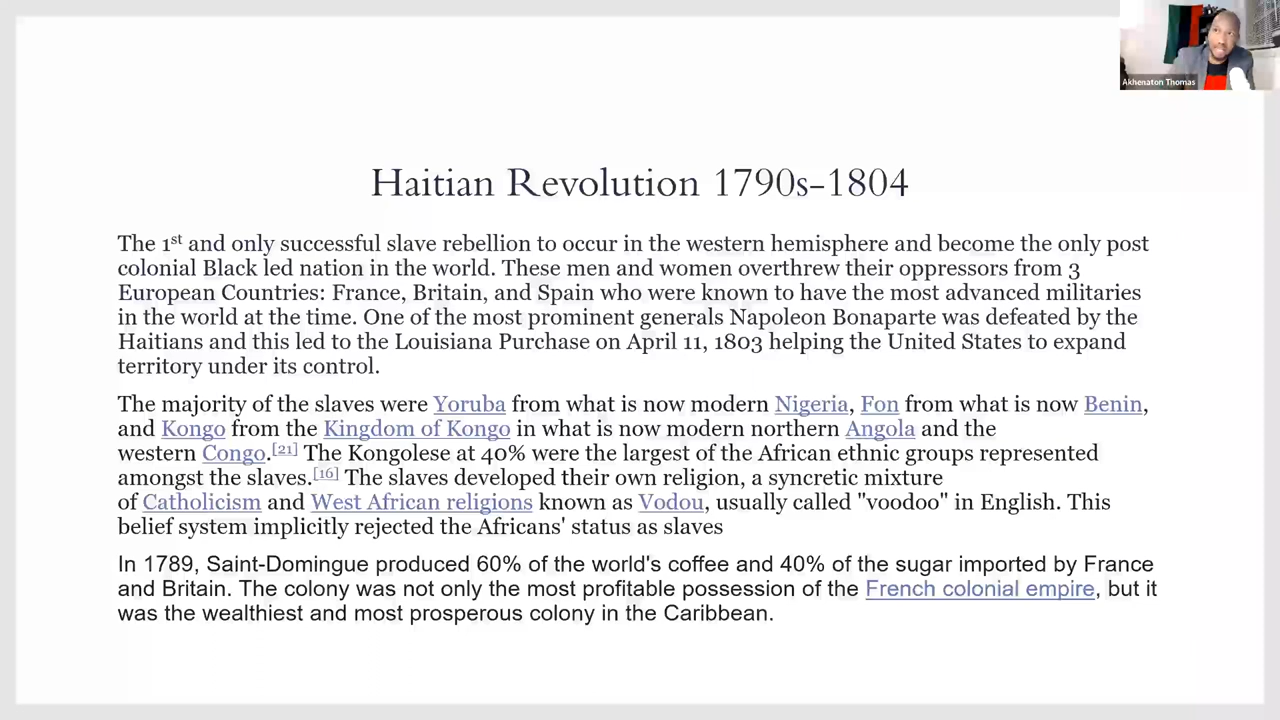 Akhenaton Thomas
Haitian Revolution 1790s-1804
The 1st and only successful slave rebellion to occur in the western hemisphere and become the only post
colonial Black led nation in the world. These men and women overthrew their oppressors from 3
European Countries: France, Britain, and Spain who were known to have the most advanced militaries
in the world at the time. One of the most prominent generals Napoleon Bonaparte was defeated by the
Haitians and this led to the Louisiana Purchase on April 11, 1803 helping the United States to expand
territory under its control.
The majority of the slaves were Yoruba from what is now modern Nigeria, Fon from what is now Benin,
and Kongo from the Kingdom of Kongo in what is now modern northern Angola and the
western Congo.[21] The Kongolese at 40% were the largest of the African ethnic groups represented
amongst the slaves.[16] The slaves developed their own religion, a syncretic mixture
of Catholicism and West African religions known as Vodou, usually called "voodoo" in English. This
belief system implicitly rejected the Africans' status as slaves
In 1789, Saint-Domingue produced 60% of the world's coffee and 40% of the sugar imported by France
and Britain. The colony was not only the most profitable possession of the French colonial empire, but it
was the wealthiest and most prosperous colony in the Caribbean.